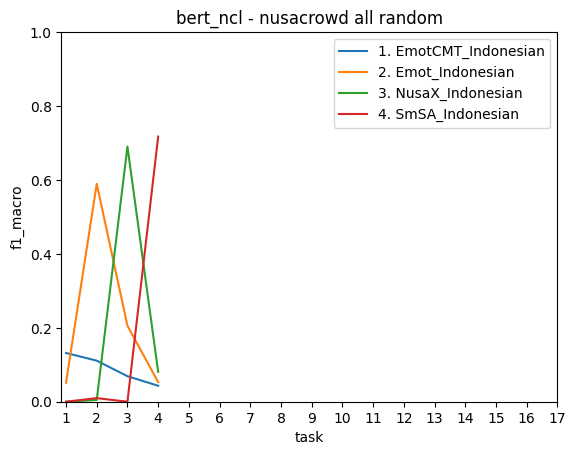 bert_ncl - nusacrowd all random
1. EmotCMT_Indonesian
2. Emot_Indonesian
3. NusaX_Indonesian
4. SmSA_Indonesian
f1_macro
1.0
0.8
0.6
0.4
0.2
0.0
1 2 3 4 5 6 7 8 9 10 11 12 13 14 15 16 17
task